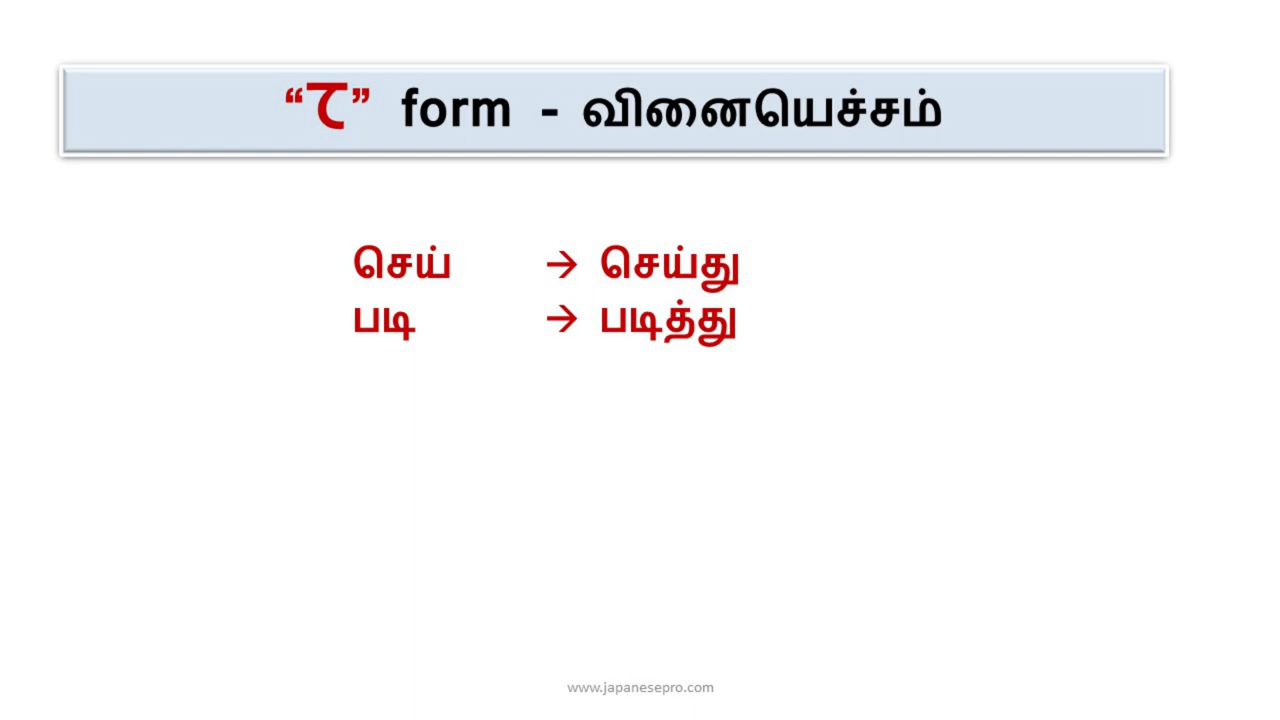 “て” form - வினையெச்சம்
செய் → செய்து
படி → படித்து
www.japanesepro.com